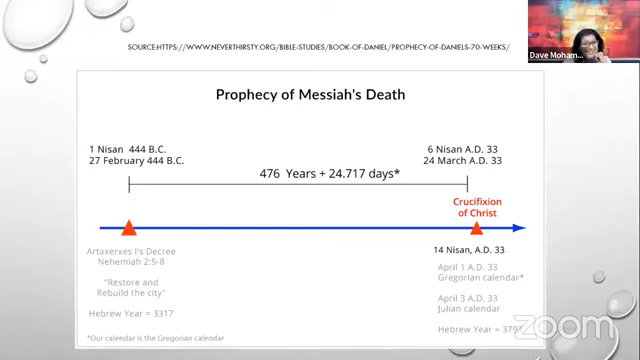 SOURCE:HTTPS://WWW.NEVERTHIRSTY.ORG/BIBLE-STUDIES/BOOK-OF-DANIEL/PROPHECY-OF-DANIELS-70-WEEKS/
Dave Moham...
Prophecy of Messiah's Death
1 Nisan 444 B.C.
27 February 444 B.C.
6 Nisan A.D. 33
24 March A.D. 33
476 Years + 24.717 days*
Crucifixion
of Christ
Artaxerxes I's Decree
Nehemiah 2:5-8
"Restore and
Rebuild the city"
Hebrew Year = 3317
14 Nisan, A.D. 33
April 1 A.D. 33
Gregorian calendar*
April 3 A.D. 33
Julian calendar
Hebrew Year = 3793
*Our calendar is the Gregorian calendar
zoom